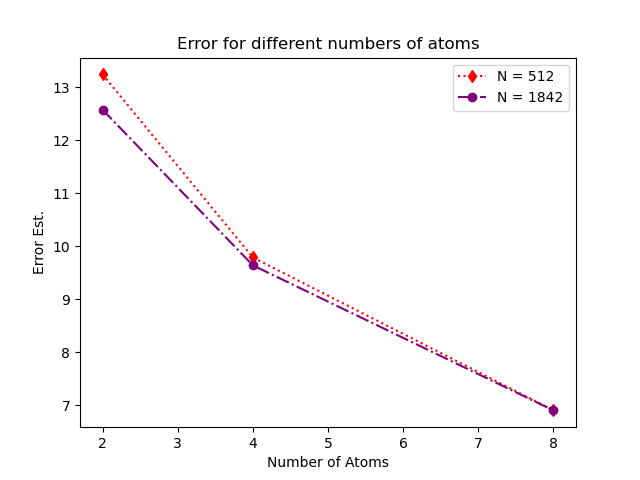 Error for different numbers of atoms
N = 512
N = 1842
Error Est.
13
12
11
10
9
8
7
2 3 4 5 6 7 8
Number of Atoms